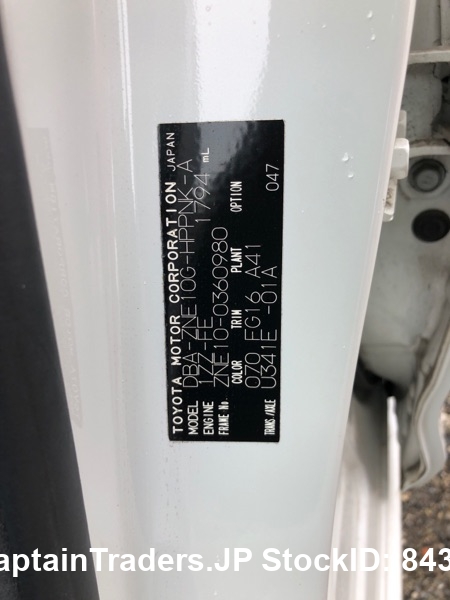 TOYOTA MOTOR CORPORATION JAPAN
MODEL DBA-ZNE10G-HPPNK-A
ENGINE 1ZZ-FE 1794 mL
FRAME No. ZNE10-0360980
COLOR TRIM PLANT OPTION
070 FG16 A41 047
TRANS./AXLE U341E -01A
aptainTraders.JP StockID: 843